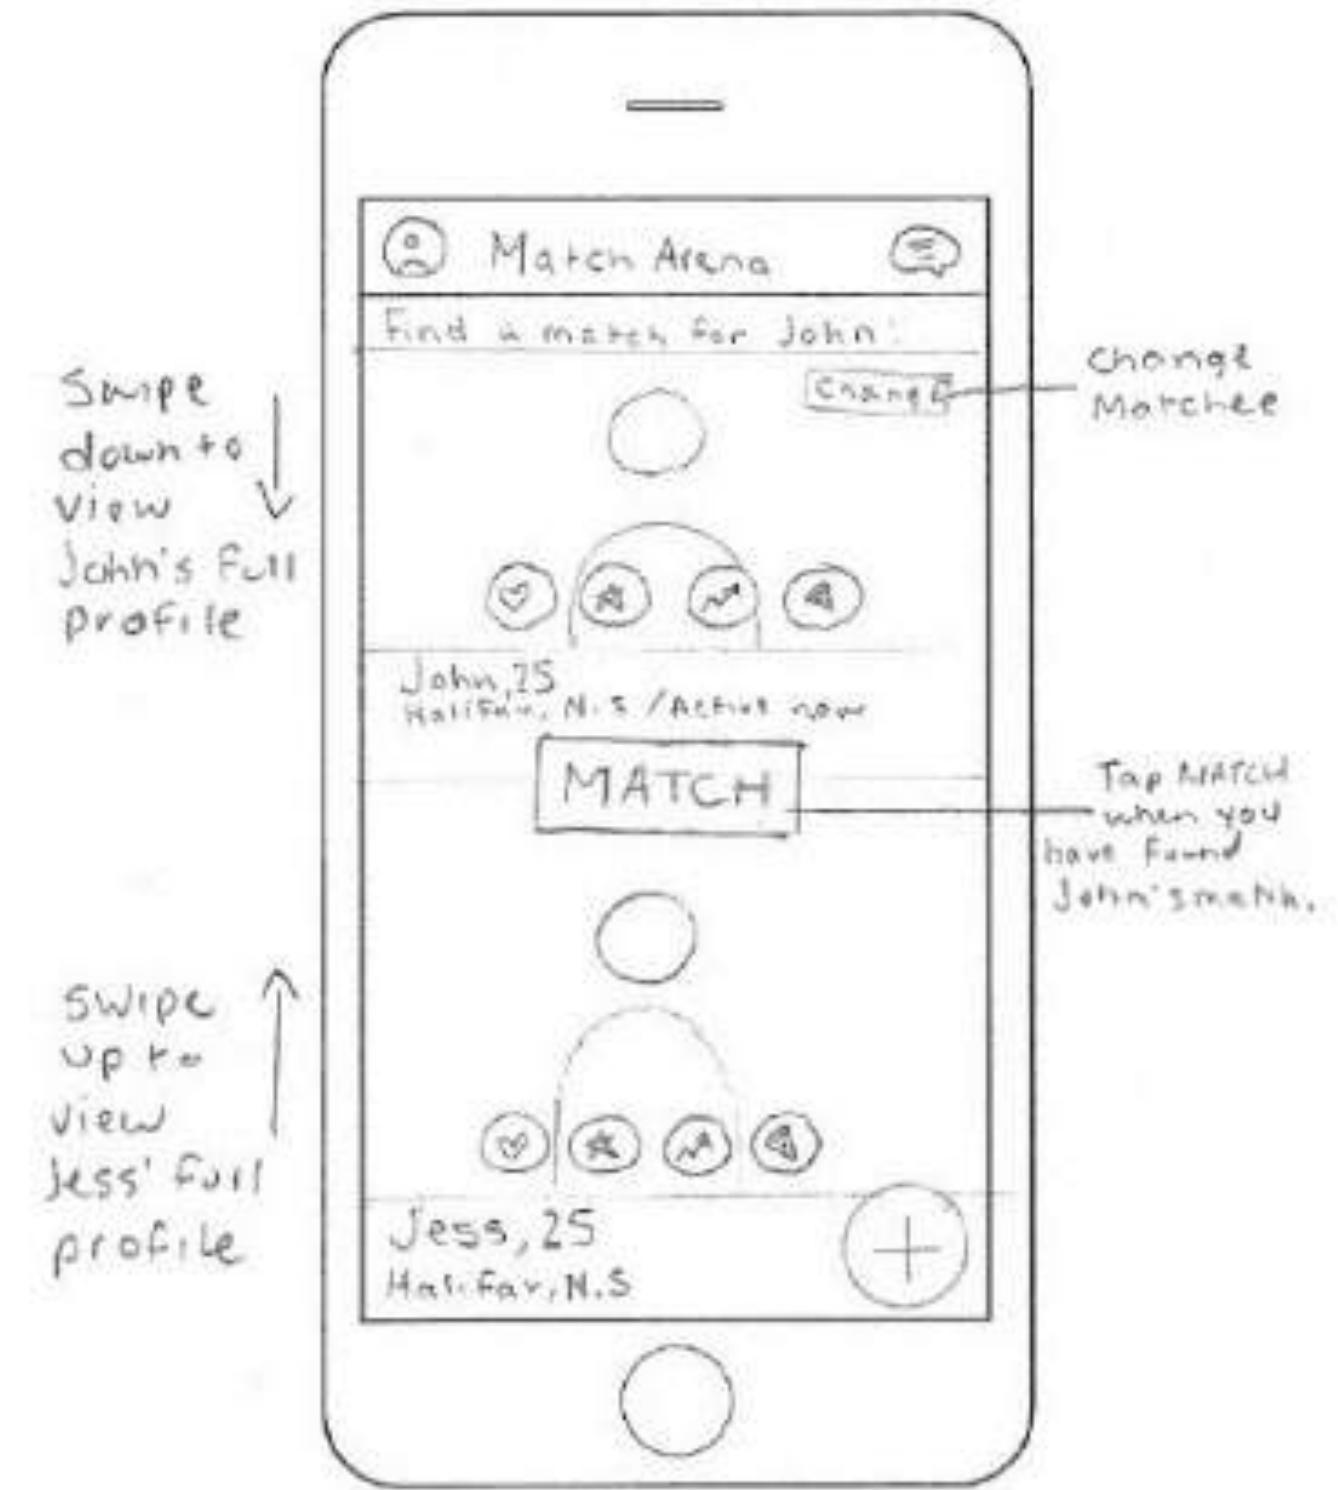 Match Arena
Find a match for John:
Change
John, 25
Halifax, N.S / Active now
MATCH
Jess, 25
Halifax, N.S
Swipe
down to
view
John's full
profile
Swipe
up to
view
Jess' full
profile
Change
Matchee
Tap MATCH
when you
have found
John's match.